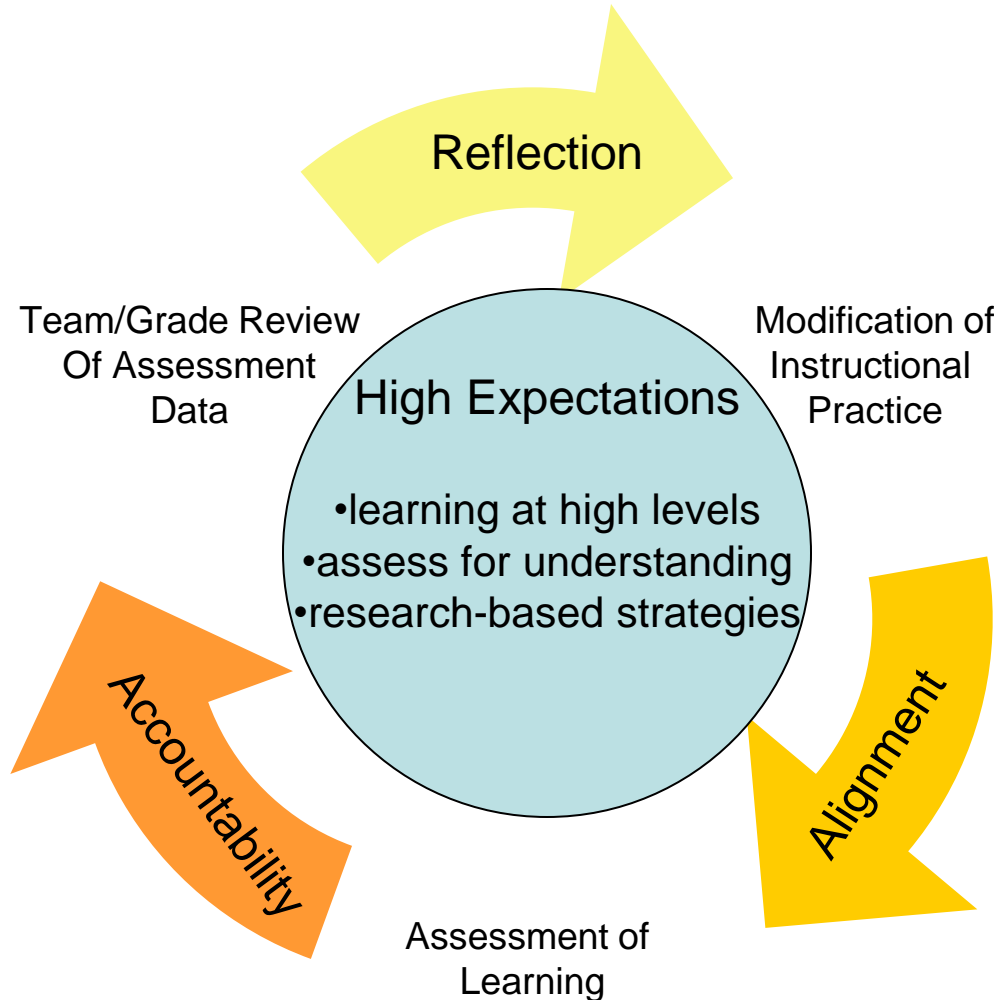 Reflection
Team/Grade Review
Of Assessment
Data
Modification of
Instructional
Practice
High Expectations
•learning at high levels
•assess for understanding
•research-based strategies
Accountability
Alignment
Assessment of
Learning